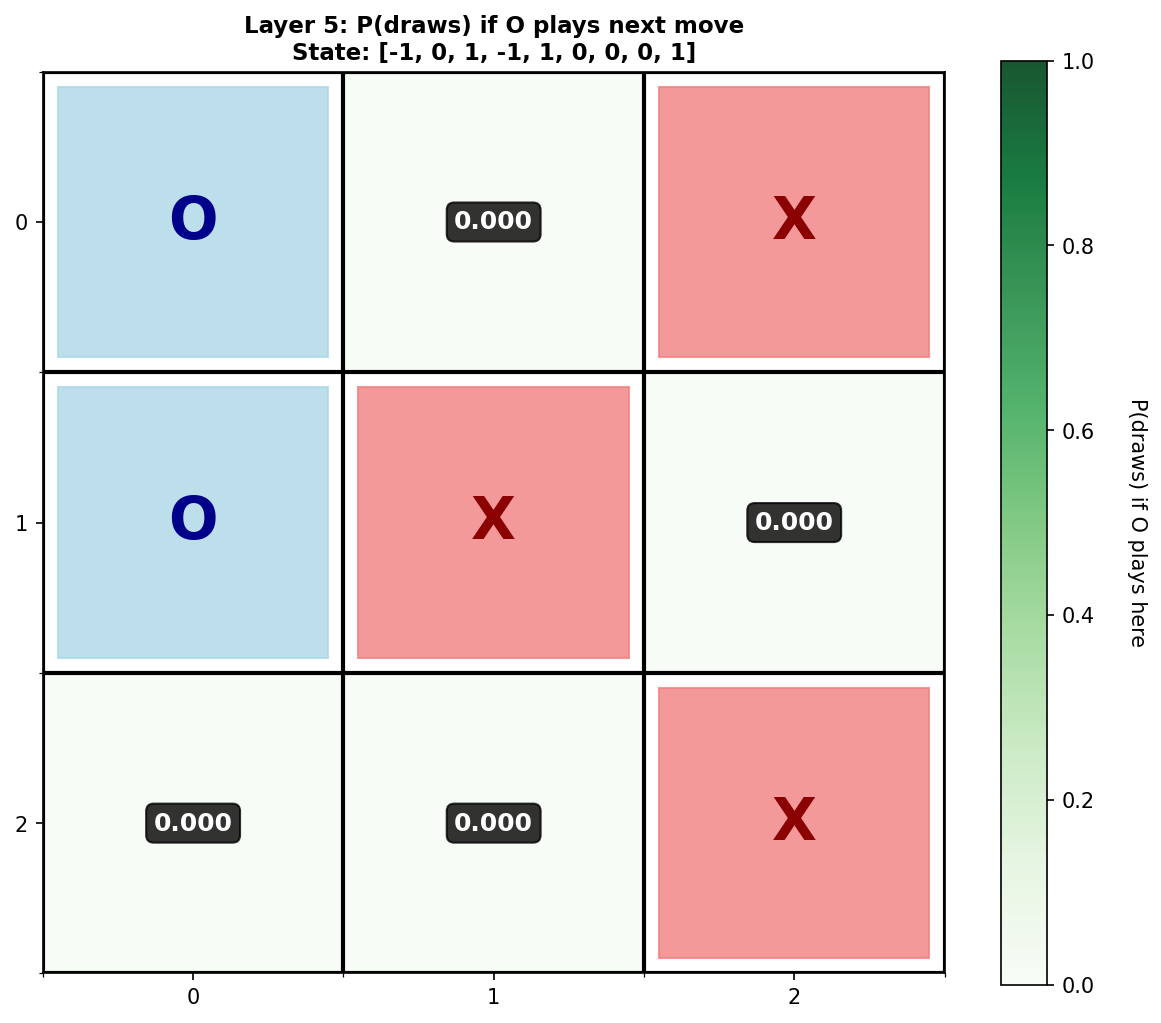 Layer 5: P(draws) if O plays next move
State: [-1, 0, 1, -1, 1, 0, 0, 0, 1]
O
0.000
X
0
O
X
0.000
1
0.000
0.000
X
2
0
1
2
1.0
0.8
0.6
0.4
0.2
0.0
P(draws) if O plays here